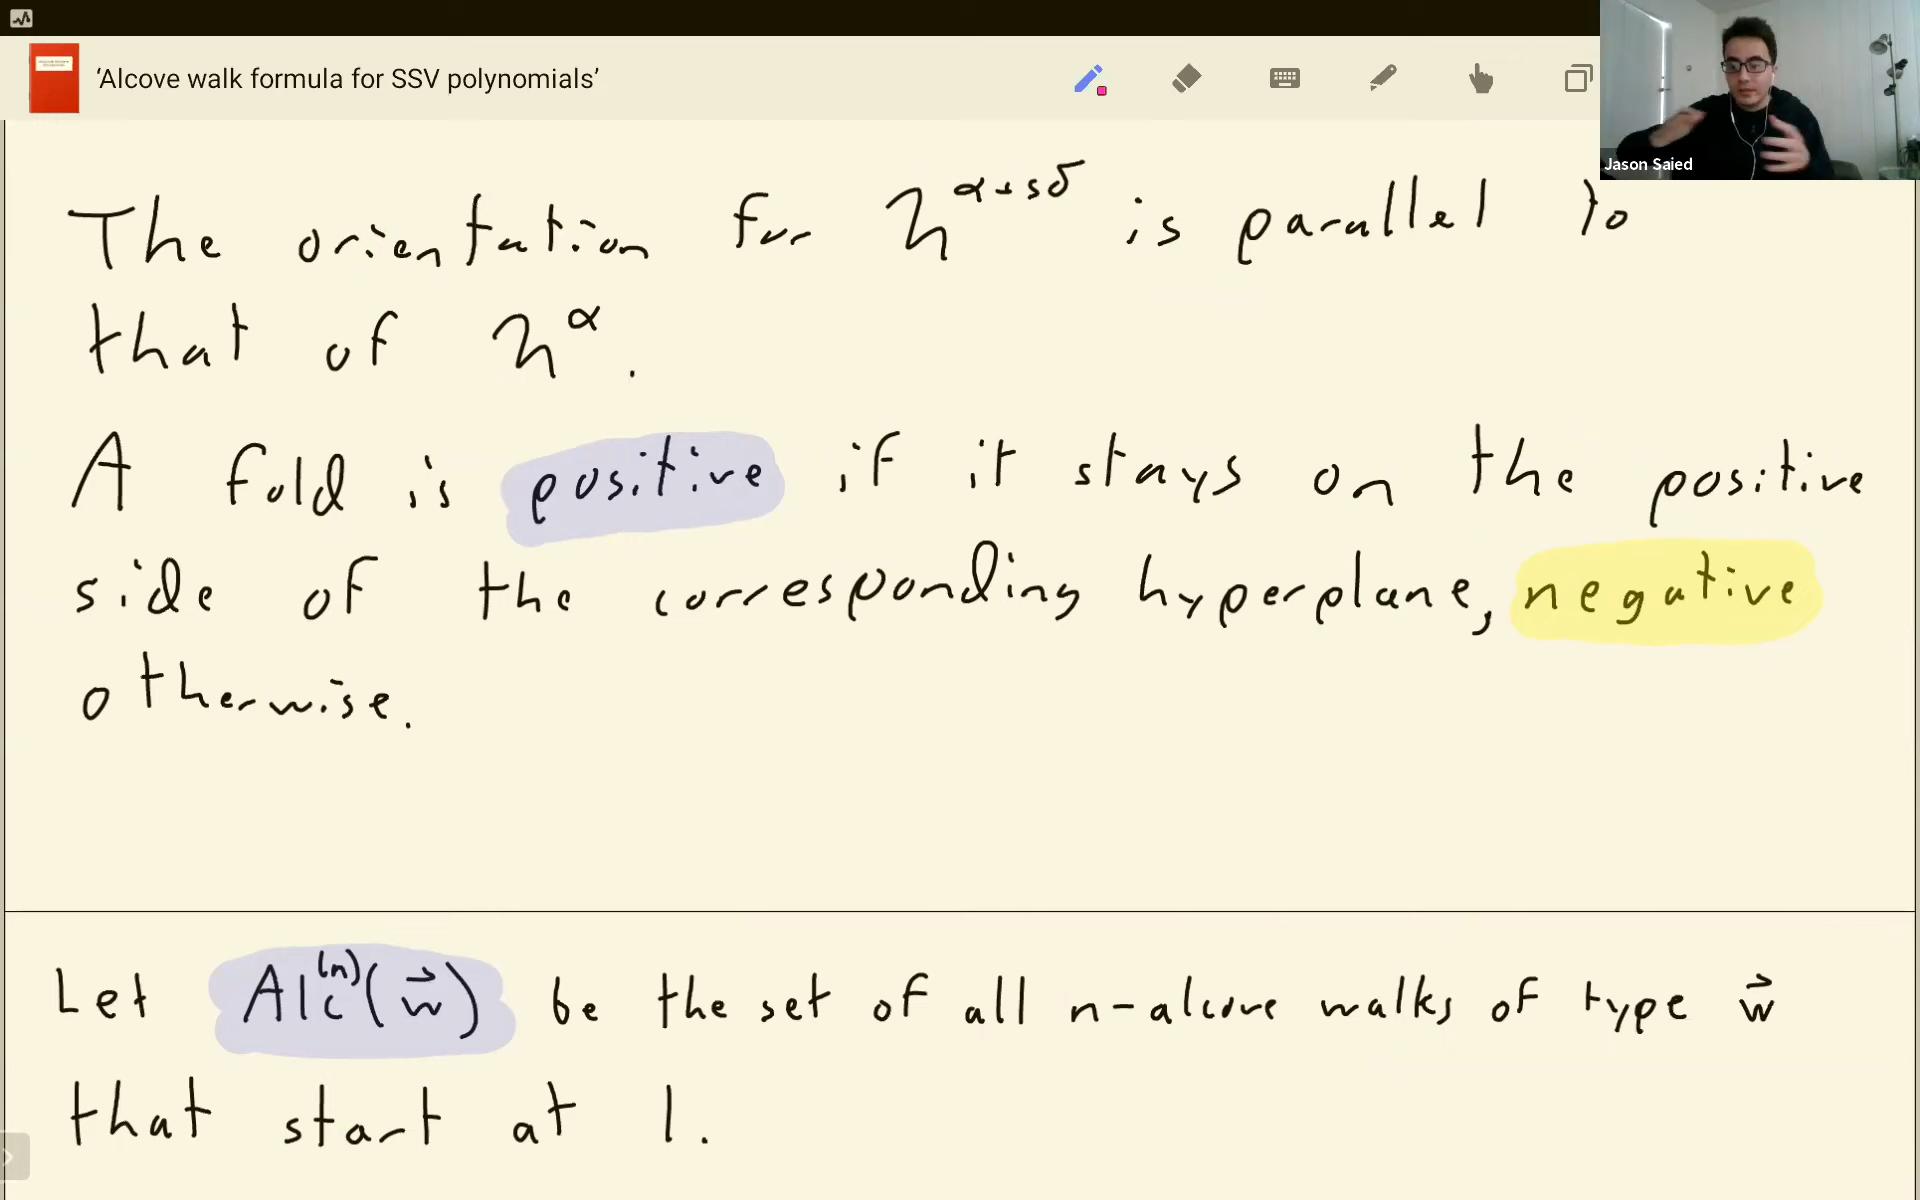 'Alcove walk formula for SSV polynomials'
Jason Saied
The orientation for h^{α+sδ} is parallel to
that of h^α.
A fold is positive if it stays on the positive
side of the corresponding hyperplane, negative
otherwise.
Let Alc^{(n)}(w⃗) be the set of all n-alcove walks of type w⃗
that start at 1.